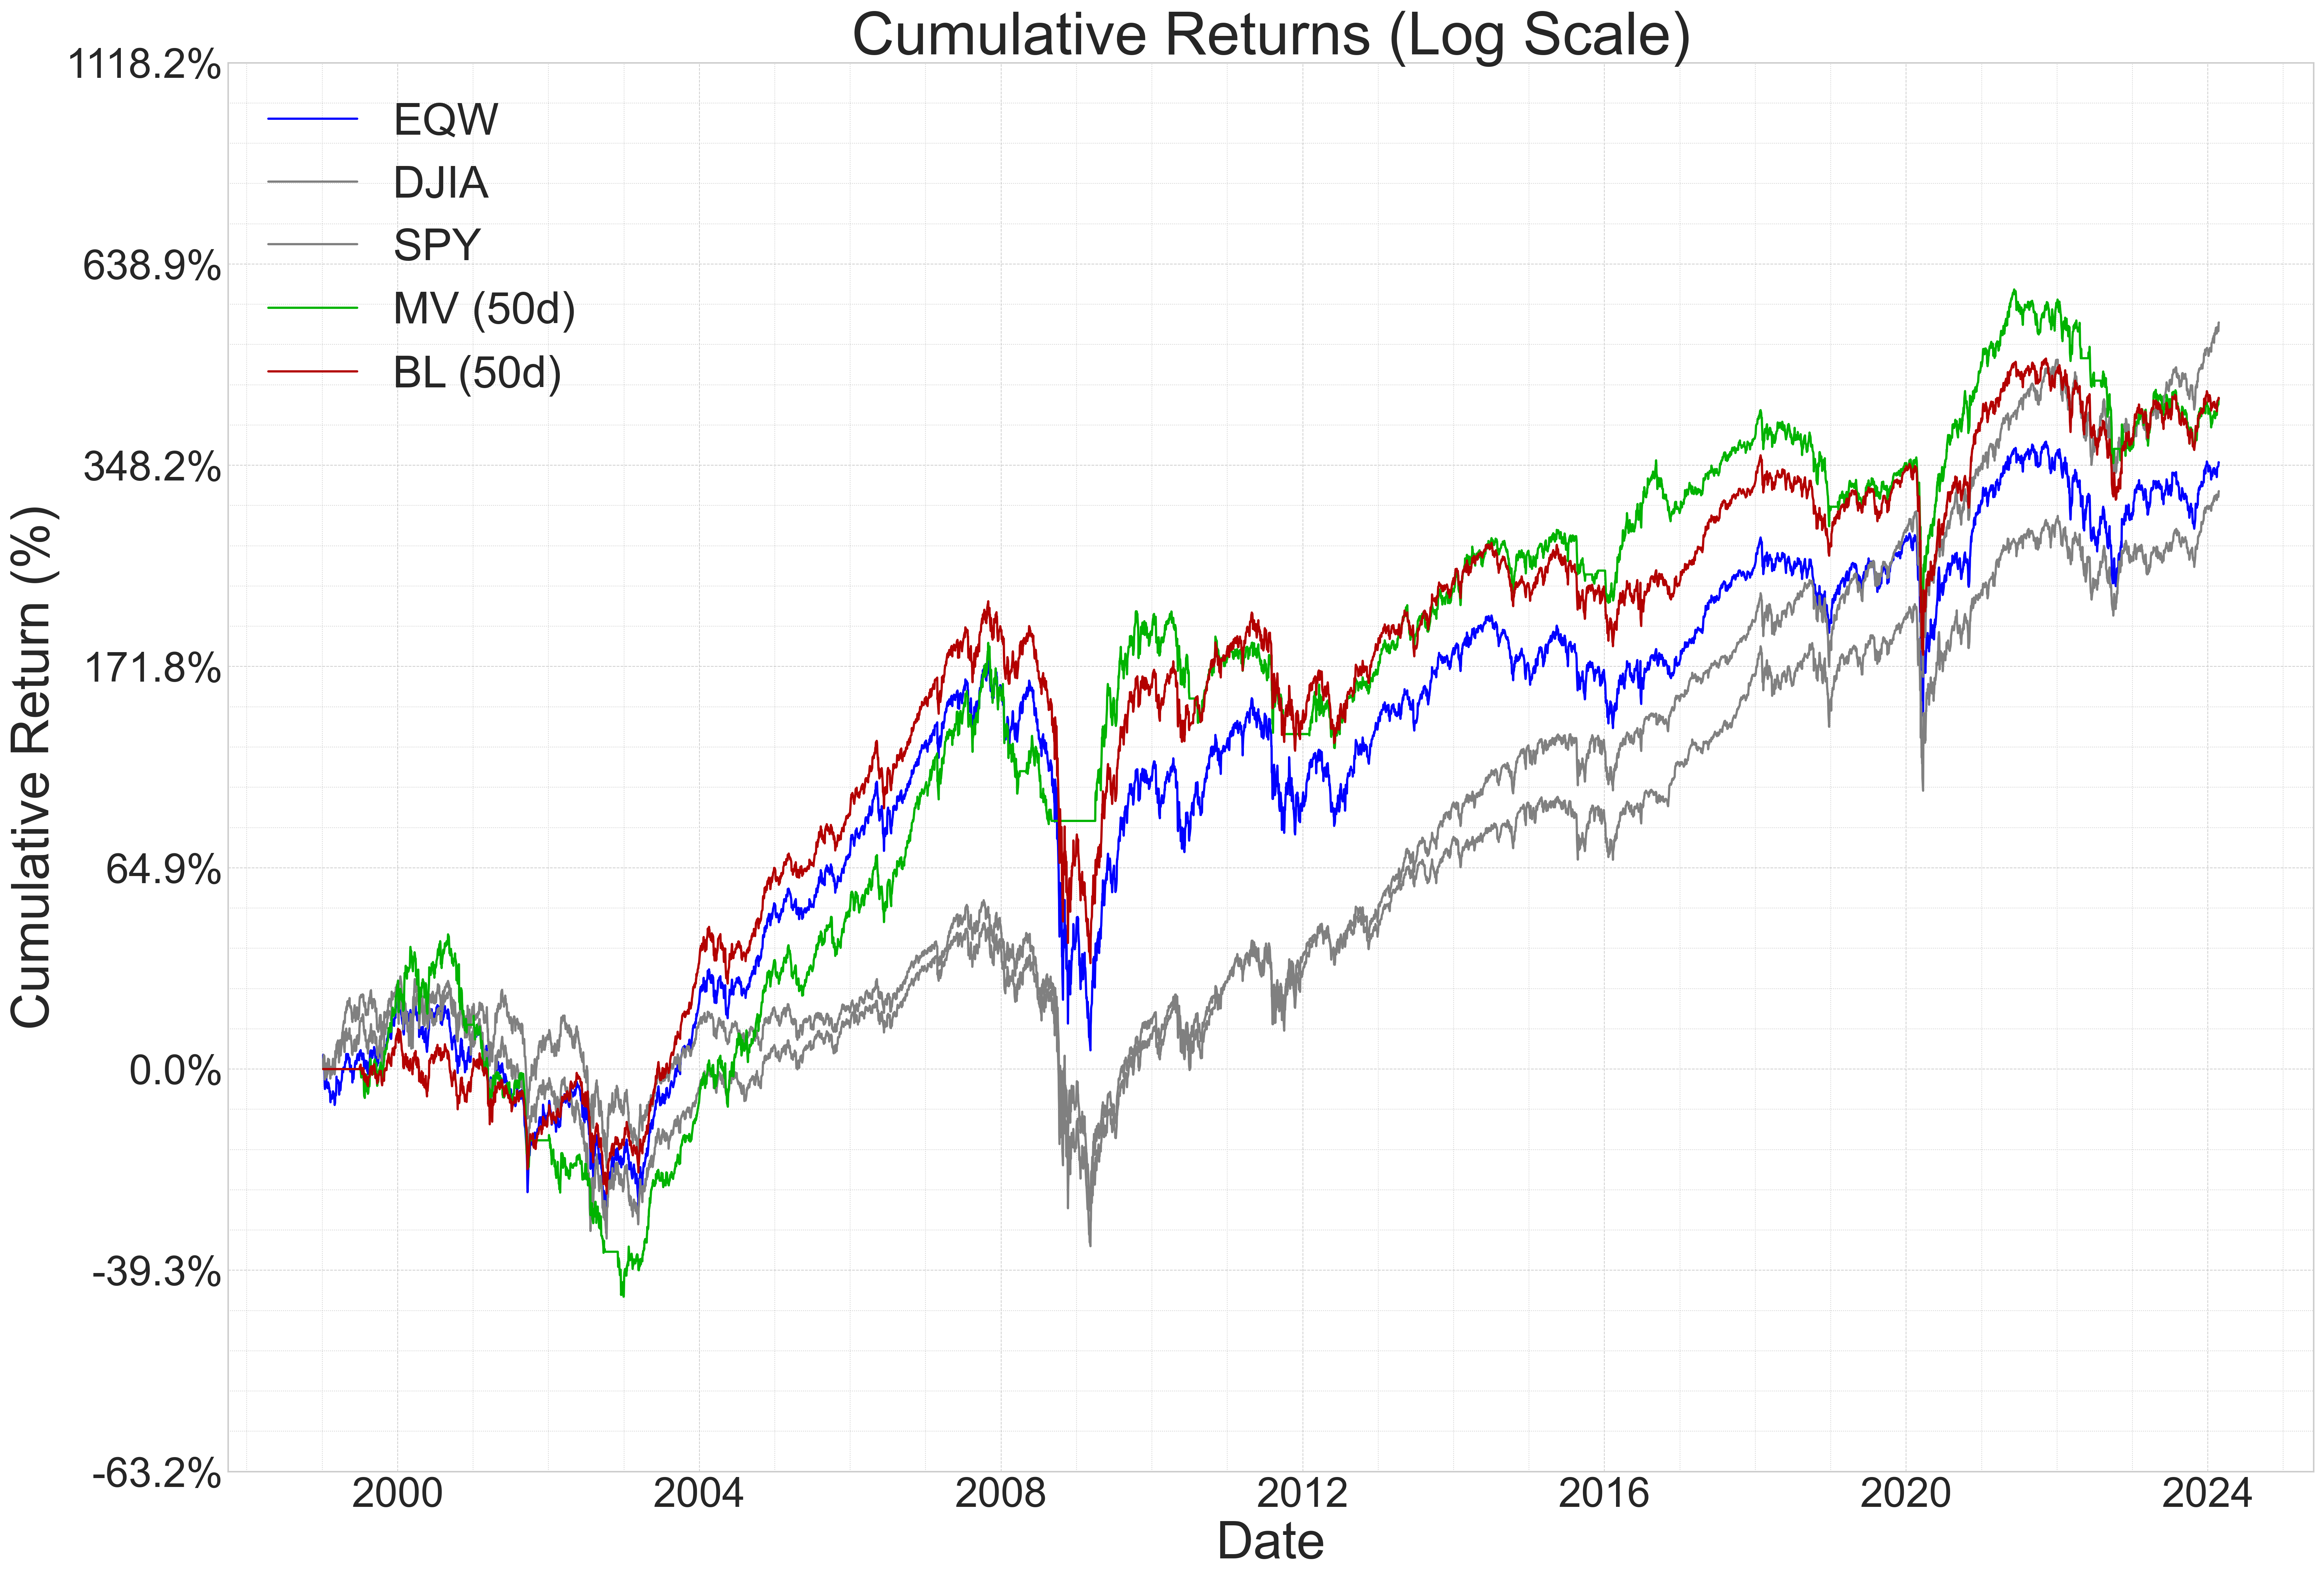 Cumulative Returns (Log Scale)
1118.2%
638.9%
348.2%
171.8%
64.9%
0.0%
-39.3%
-63.2%
Cumulative Return (%)
EQW
DJIA
SPY
MV (50d)
BL (50d)
2000 2004 2008 2012 2016 2020 2024
Date